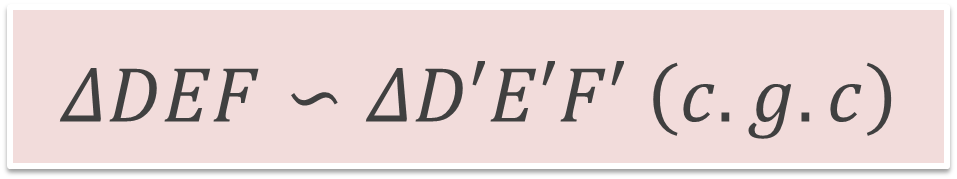 ΔDEF ∽ ΔD′E′F′ (c.g.c)